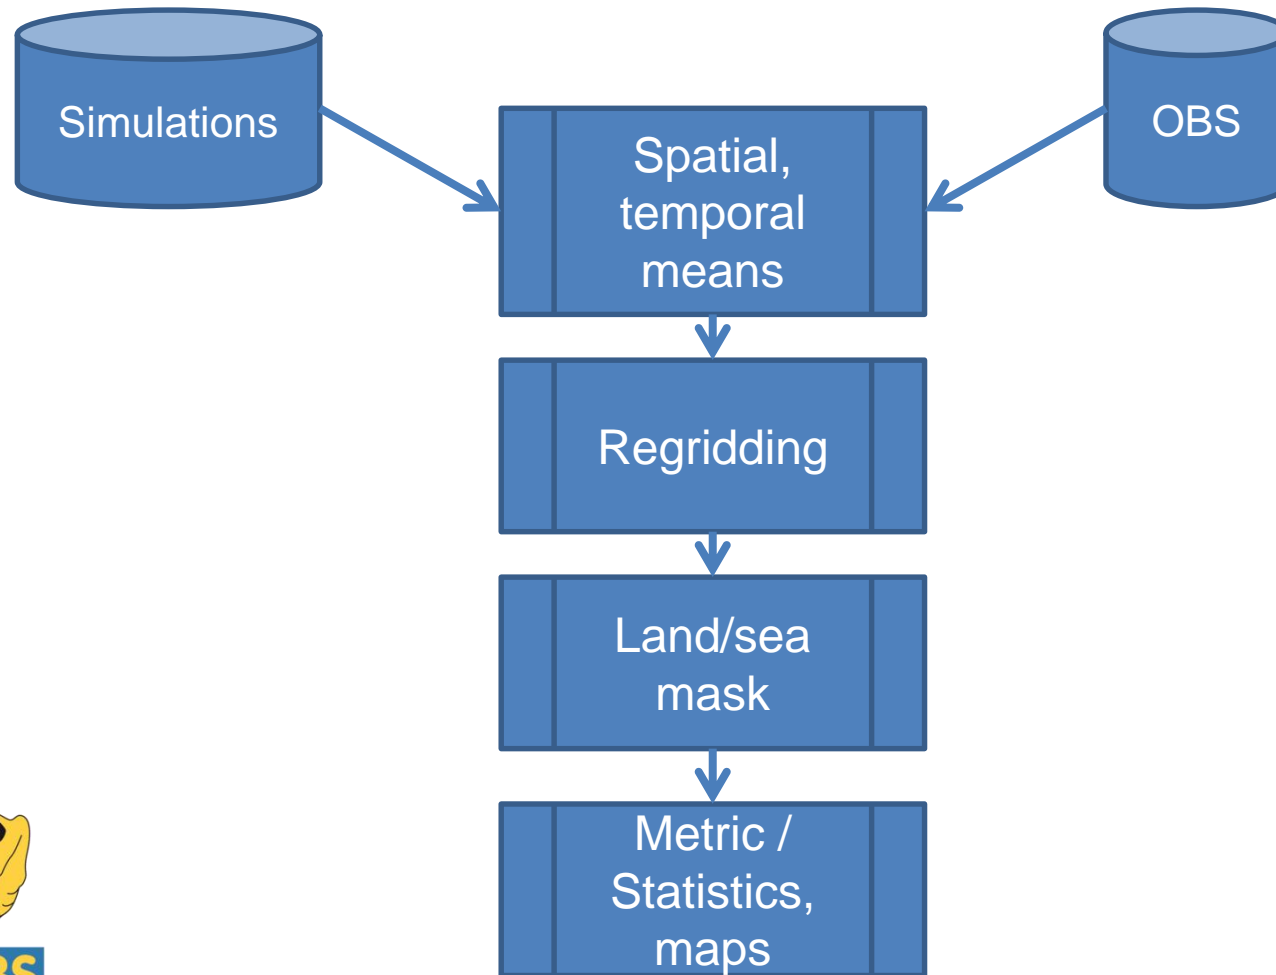 Simulations
OBS
Spatial,
temporal
means
Regridding
Land/sea
mask
Metric /
Statistics,
maps